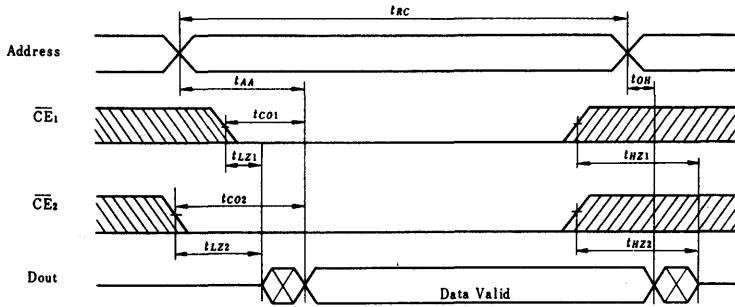 tRC
Address
tAA
tOH
CE1
tCO1
tLZ1
tHZ1
CE2
tCO2
tLZ2
tHZ2
Dout
Data Valid